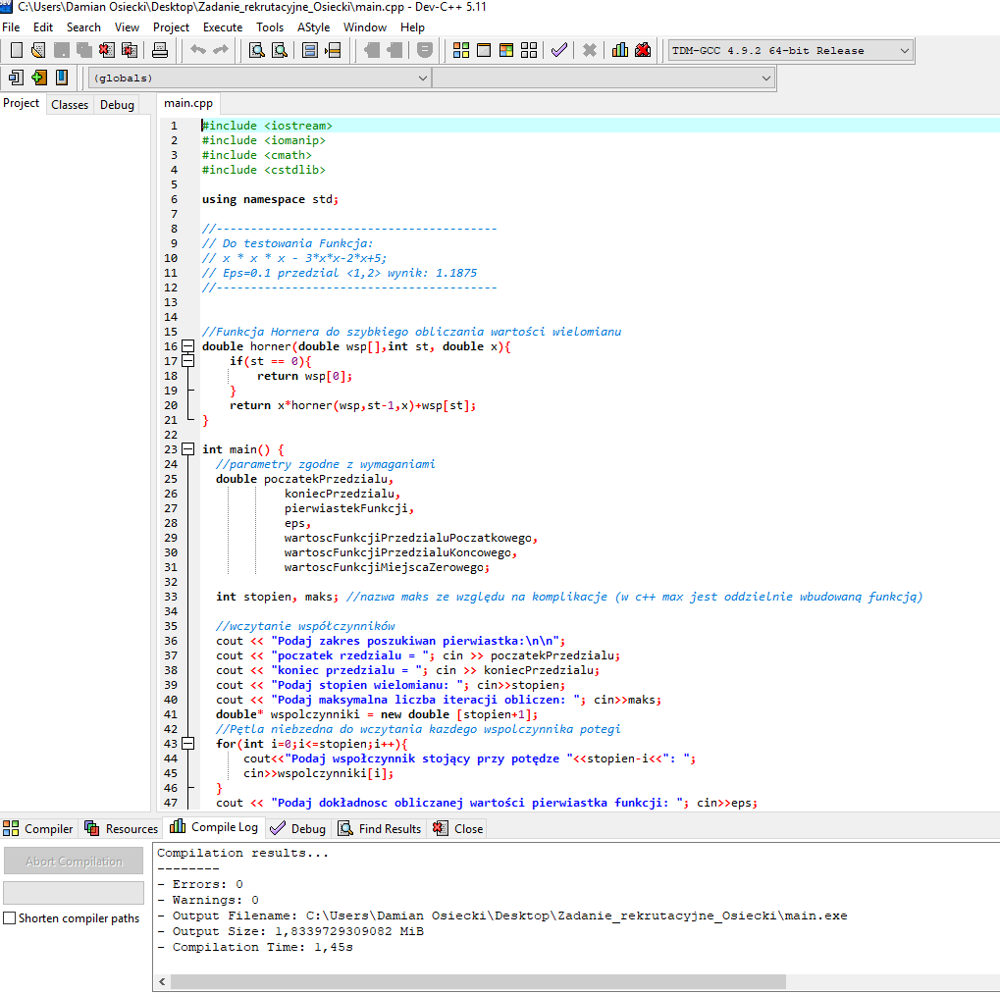 C:\Users\Damian Osiecki\Desktop\Zadanie_rekrutacyjne_Osiecki\main.cpp - Dev-C++ 5.11
File Edit Search View Project Execute Tools AStyle Window Help
TDM-GCC 4.9.2 64-bit Release
(globals)
Project Classes Debug main.cpp
1 #include <iostream>
2 #include <iomanip>
3 #include <cmath>
4 #include <cstdlib>
5
6 using namespace std;
7
8 //-----------------------------------------
9 // Do testowania Funkcja:
10 // x * x * x - 3*x*x-2*x+5;
11 // Eps=0.1 przedzial <1,2> wynik: 1.1875
12 //-----------------------------------------
13
14
15 //Funkcja Hornera do szybkiego obliczania wartości wielomianu
16 double horner(double wsp[],int st, double x){
17 if(st == 0){
18 return wsp[0];
19 }
20 return x*horner(wsp,st-1,x)+wsp[st];
21 }
22
23 int main() {
24 //parametry zgodne z wymaganiami
25 double poczatekPrzedzialu,
26 koniecPrzedzialu,
27 pierwiastekFunkcji,
28 eps,
29 wartoscFunkcjiPrzedzialuPoczatkowego,
30 wartoscFunkcjiPrzedzialuKoncowego,
31 wartoscFunkcjiMiejscaZerowego;
32
33 int stopien, maks; //nazwa maks ze względu na komplikacje (w c++ max jest oddzielnie wbudowaną funkcją)
34
35 //wczytanie współczynników
36 cout << "Podaj zakres poszukiwan pierwiastka:\n\n";
37 cout << "poczatek rzedzialu = "; cin >> poczatekPrzedzialu;
38 cout << "koniec przedzialu = "; cin >> koniecPrzedzialu;
39 cout << "Podaj stopien wielomianu: "; cin>>stopien;
40 cout << "Podaj maksymalna liczba iteracji obliczen: "; cin>>maks;
41 double* wspolczynniki = new double [stopien+1];
42 //Pętla niebzedna do wczytania kazdego wspolczynnika potegi
43 for(int i=0;i<=stopien;i++){
44 cout<<"Podaj wspołczynnik stojący przy potędze "<<stopien-i<<": ";
45 cin>>wspolczynniki[i];
46 }
47 cout << "Podaj dokładnosc obliczanej wartości pierwiastka funkcji: "; cin>>eps;
Compiler Resources Compile Log Debug Find Results Close
Abort Compilation
Shorten compiler paths
Compilation results...
--------
- Errors: 0
- Warnings: 0
- Output Filename: C:\Users\Damian Osiecki\Desktop\Zadanie_rekrutacyjne_Osiecki\main.exe
- Output Size: 1,8339729309082 MiB
- Compilation Time: 1,45s